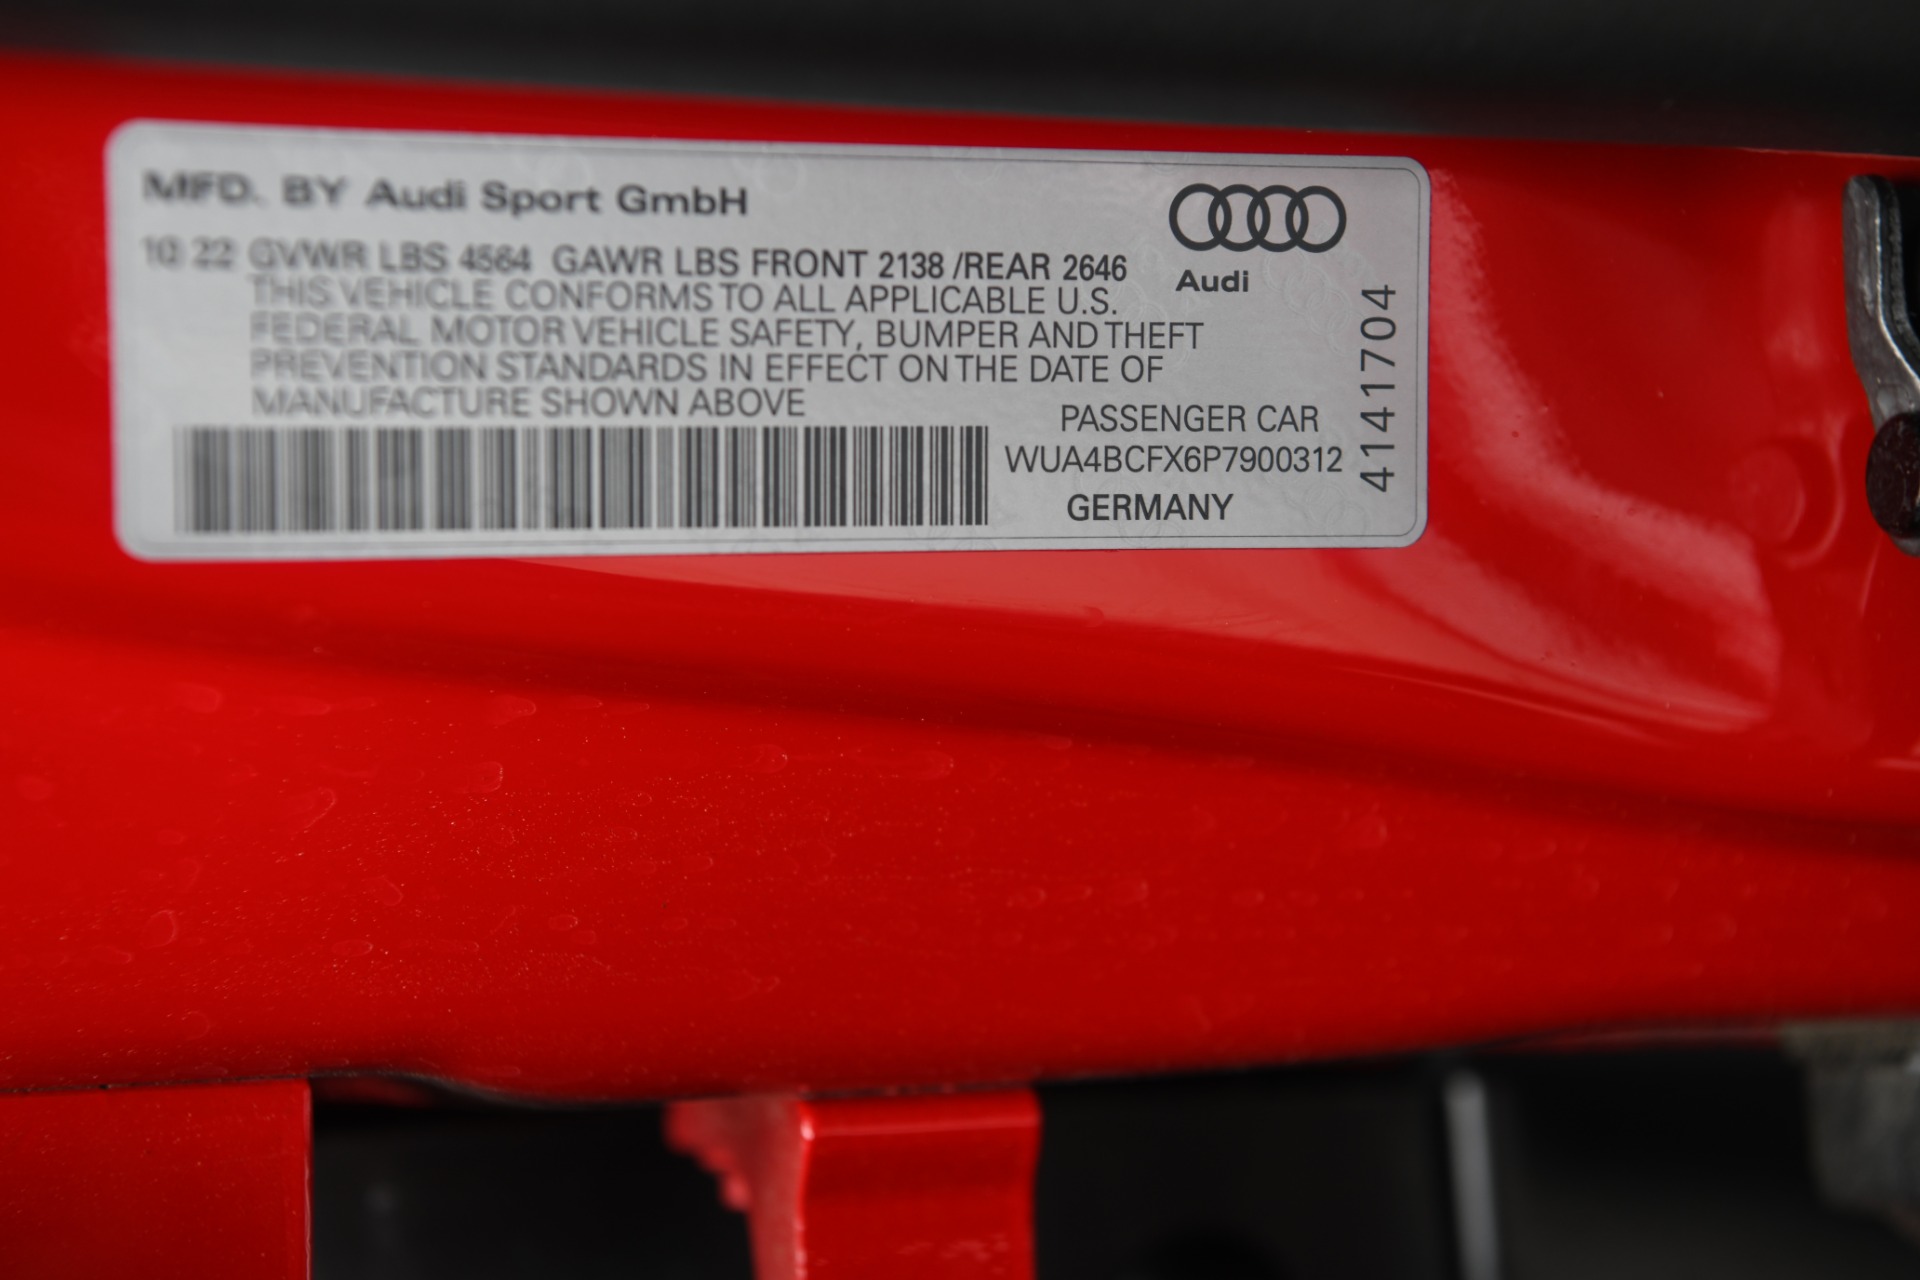 MFD. BY Audi Sport GmbH
10 22 GVWR LBS 4564 GAWR LBS FRONT 2138 /REAR 2646
Audi
THIS VEHICLE CONFORMS TO ALL APPLICABLE U.S.
FEDERAL MOTOR VEHICLE SAFETY, BUMPER AND THEFT
PREVENTION STANDARDS IN EFFECT ON THE DATE OF
MANUFACTURE SHOWN ABOVE
PASSENGER CAR
WUA4BCFX6P7900312
GERMANY
4141704